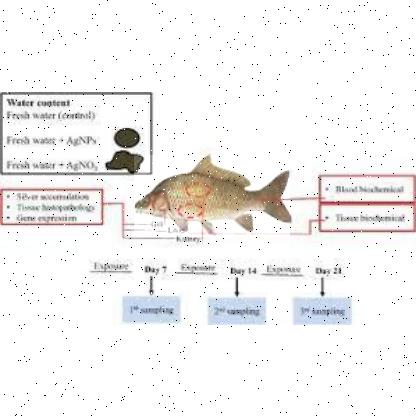 Water content
Fresh water (control)
Fresh water + AgNPs
Fresh water + AgNO₃
• Silver accumulation
• Tissue histopathology
• Gene expression
• Blood biochemical
• Tissue biochemical
Gill
Liver
Kidney
Exposure Day 7 Exposure Day 14 Exposure Day 21
1st sampling 2nd sampling 3rd sampling